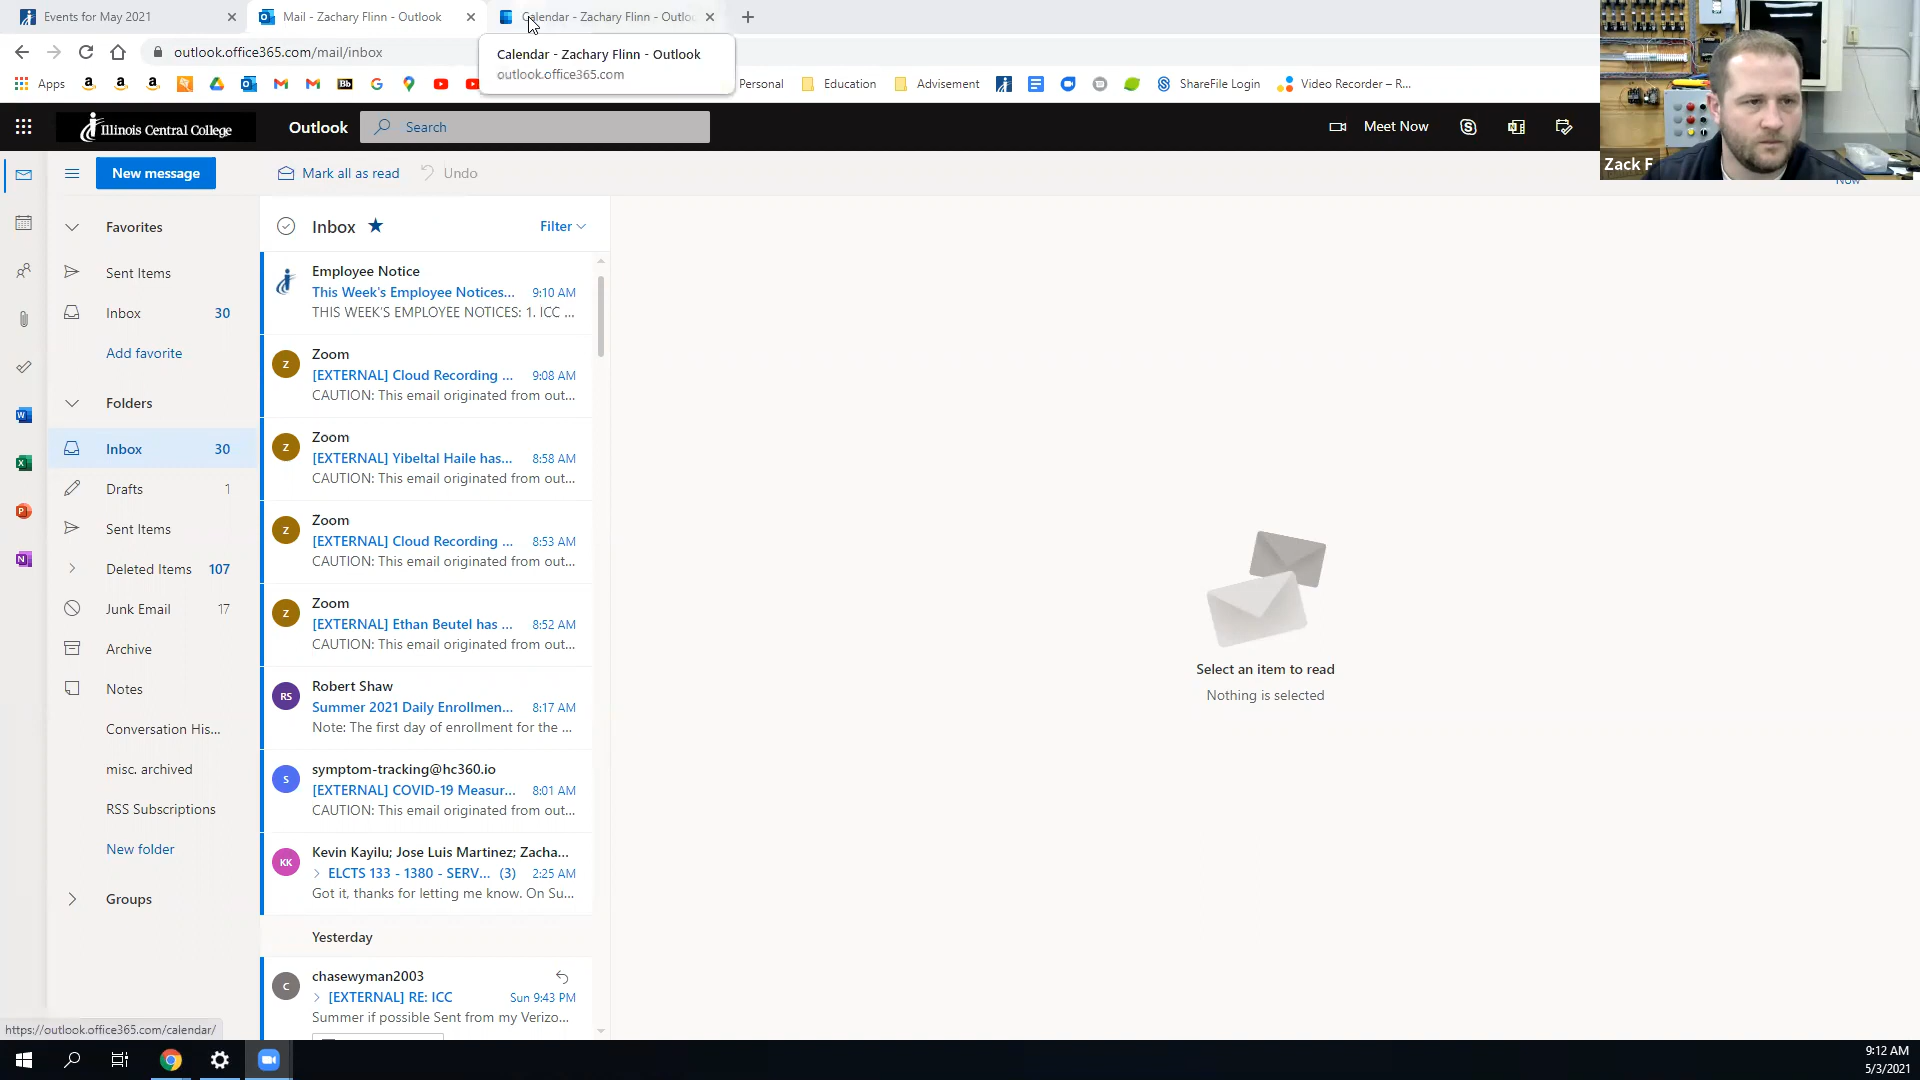 Events for May 2021
Mail - Zachary Flinn - Outlook
Calendar - Zachary Flinn - Outlo
outlook.office365.com/mail/inbox
Calendar - Zachary Flinn - Outlook
outlook.office365.com
Apps
Bb
Personal
Education
Advisement
ShareFile Login
Video Recorder – R...
Illinois Central College
Outlook
Search
Meet Now
Zack F
Now
New message
Mark all as read
Undo
Favorites
Sent Items
Inbox 30
Add favorite
Folders
Inbox 30
Drafts 1
Sent Items
Deleted Items 107
Junk Email 17
Archive
Notes
Conversation His...
misc. archived
RSS Subscriptions
New folder
Groups
Inbox
Filter
Employee Notice
This Week's Employee Notices... 9:10 AM
THIS WEEK'S EMPLOYEE NOTICES: 1. ICC ...
Z
Zoom
[EXTERNAL] Cloud Recording ... 9:08 AM
CAUTION: This email originated from out...
Z
Zoom
[EXTERNAL] Yibeltal Haile has... 8:58 AM
CAUTION: This email originated from out...
Z
Zoom
[EXTERNAL] Cloud Recording ... 8:53 AM
CAUTION: This email originated from out...
Z
Zoom
[EXTERNAL] Ethan Beutel has ... 8:52 AM
CAUTION: This email originated from out...
RS
Robert Shaw
Summer 2021 Daily Enrollmen... 8:17 AM
Note: The first day of enrollment for the ...
S
symptom-tracking@hc360.io
[EXTERNAL] COVID-19 Measur... 8:01 AM
CAUTION: This email originated from out...
KK
Kevin Kayilu; Jose Luis Martinez; Zacha...
ELCTS 133 - 1380 - SERV... (3) 2:25 AM
Got it, thanks for letting me know. On Su...
Yesterday
C
chasewyman2003
[EXTERNAL] RE: ICC Sun 9:43 PM
Summer if possible Sent from my Verizo...
Select an item to read
Nothing is selected
https://outlook.office365.com/calendar/
9:12 AM
5/3/2021